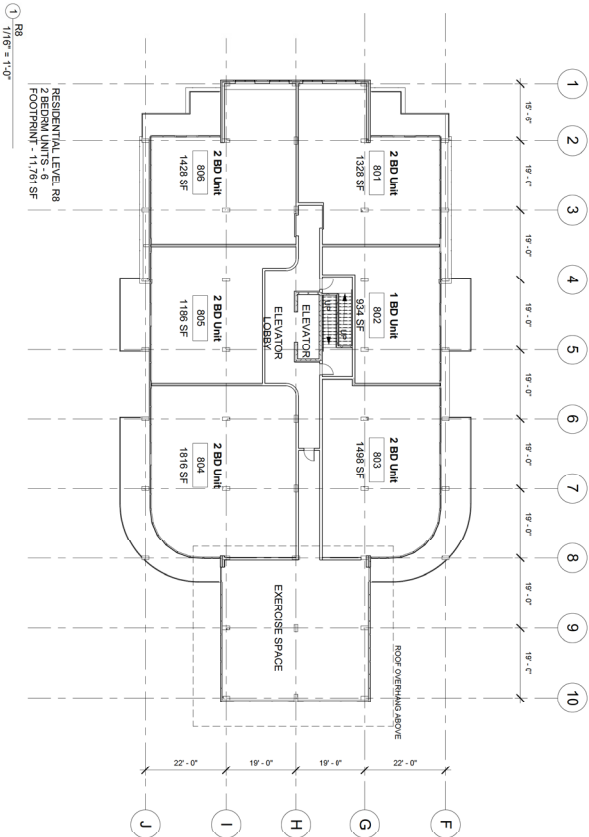 1
R8
1/16" = 1'-0"
RESIDENTIAL LEVEL R8
2 BEDRM UNITS - 6
FOOTPRINT - 11,761 SF
1
2
3
4
5
6
7
8
9
10
15' - 6"
19' - 0"
19' - 0"
19' - 0"
19' - 0"
19' - 0"
19' - 0"
19' - 0"
19' - 0"
2 BD Unit
806
1428 SF
2 BD Unit
801
1328 SF
2 BD Unit
805
1186 SF
1 BD Unit
802
934 SF
ELEVATOR
LOBBY
ELEVATOR
UP
UP
2 BD Unit
804
1816 SF
2 BD Unit
803
1498 SF
EXERCISE SPACE
ROOF OVERHANG ABOVE
22' - 0"
19' - 0"
19' - 0"
22' - 0"
J
I
H
G
F